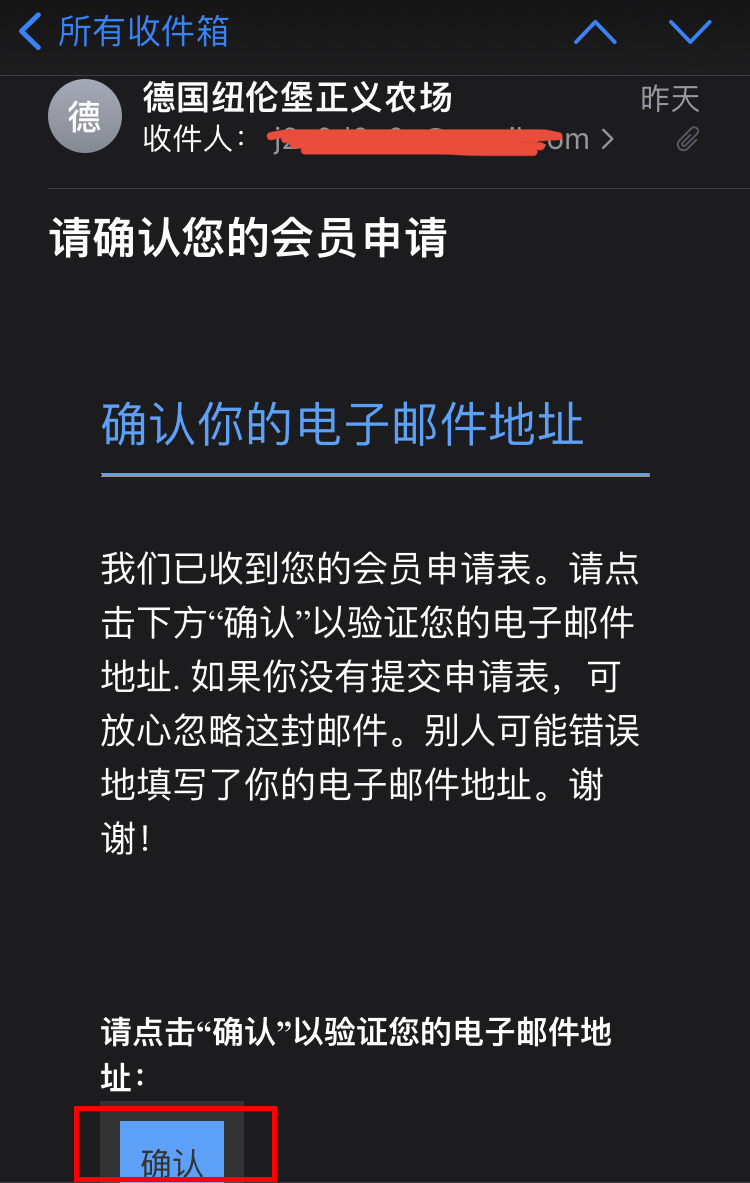 所有收件箱
德
德国纽伦堡正义农场
昨天
收件人：
om
请确认您的会员申请
确认你的电子邮件地址
我们已收到您的会员申请表。请点
击下方“确认”以验证您的电子邮件
地址. 如果你没有提交申请表，可
放心忽略这封邮件。别人可能错误
地填写了你的电子邮件地址。谢
谢！
请点击“确认”以验证您的电子邮件地
址：
确认